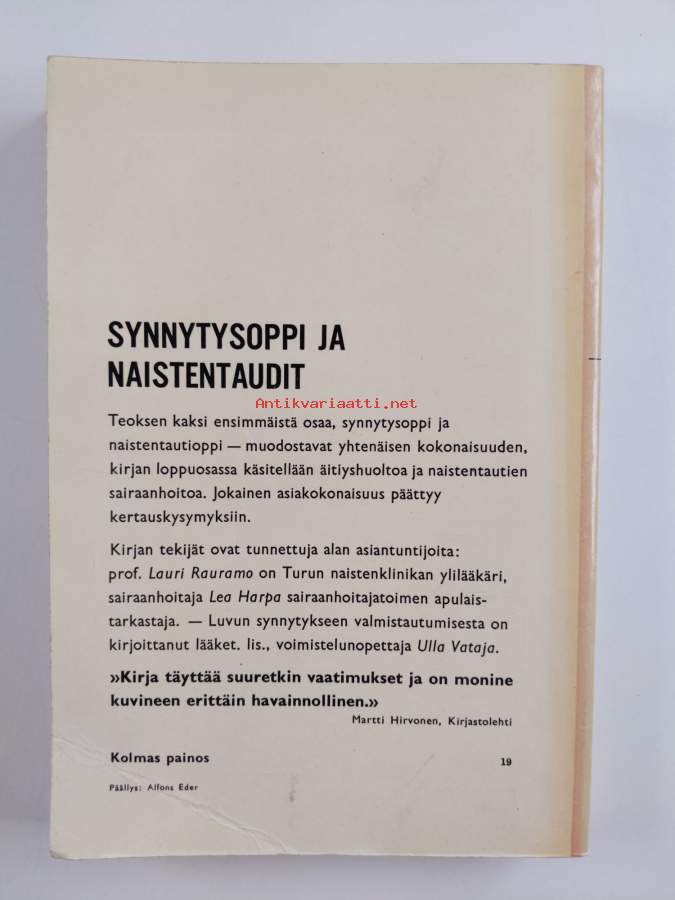 SYNNYTYSOPPI JA
NAISTENTAUDIT
Antikvariaatti.net
Teoksen kaksi ensimmäistä osaa, synnytysoppi ja
naistentautioppi — muodostavat yhtenäisen kokonaisuuden,
kirjan loppuosassa käsitellään äitiyshuoltoa ja naistentautien
sairaanhoitoa. Jokainen asiakokonaisuus päättyy
kertauskysymyksiin.
Kirjan tekijät ovat tunnettuja alan asiantuntijoita:
prof. Lauri Rauramo on Turun naistenklinikan ylilääkäri,
sairaanhoitaja Lea Harpa sairaanhoitajatoimen apulais-
tarkastaja. — Luvun synnytykseen valmistautumisesta on
kirjoittanut lääket. lis., voimistelunopettaja Ulla Vataja.
»Kirja täyttää suuretkin vaatimukset ja on monine
kuvineen erittäin havainnollinen.»
Martti Hirvonen, Kirjastolehti
Kolmas painos 19
Päällys: Alfons Eder